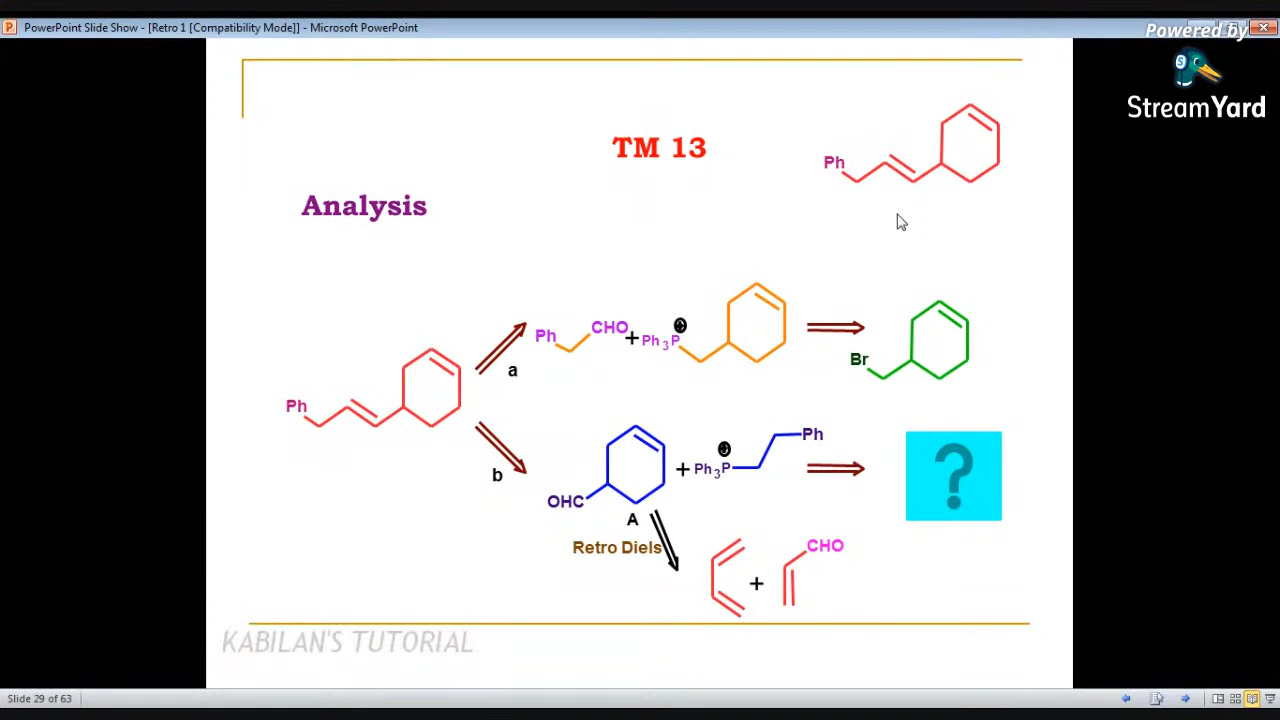 PowerPoint Slide Show - [Retro 1 [Compatibility Mode]] - Microsoft PowerPoint
Powered by
StreamYard
TM 13
Ph
Analysis
Ph
CHO
+
Ph3P
⊕
Br
a
Ph
b
OHC
A
+
Ph3P
⊕
Ph
?
Retro Diels
+
CHO
KABILAN'S TUTORIAL
Slide 29 of 63